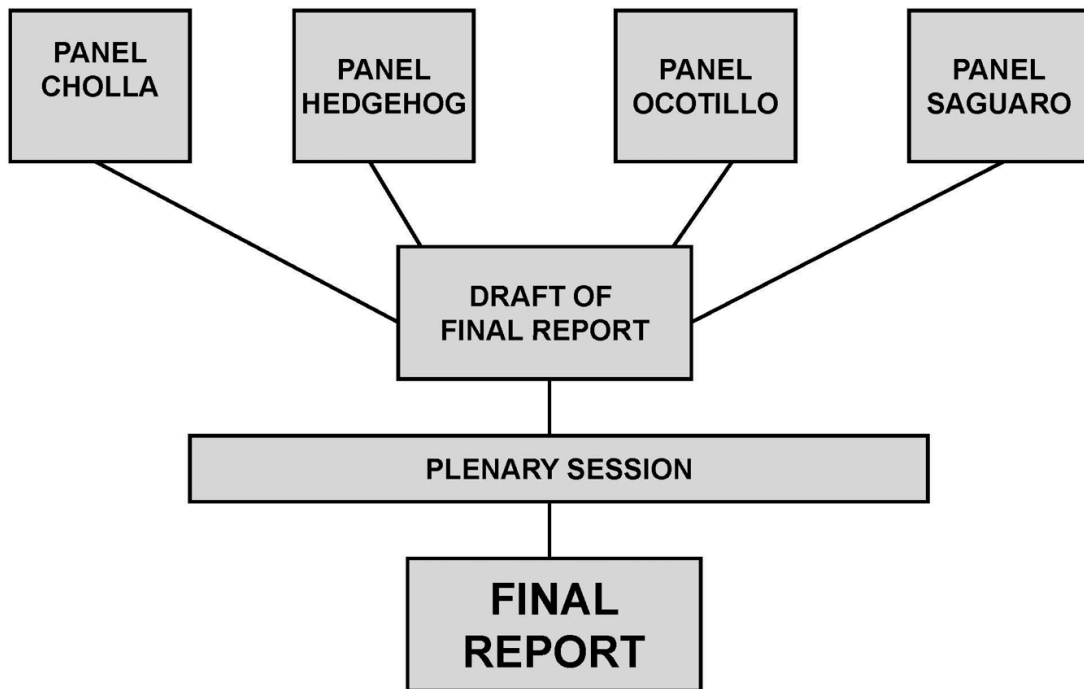 PANEL
CHOLLA
PANEL
HEDGEHOG
PANEL
OCOTILLO
PANEL
SAGUARO
DRAFT OF
FINAL REPORT
PLENARY SESSION
FINAL
REPORT